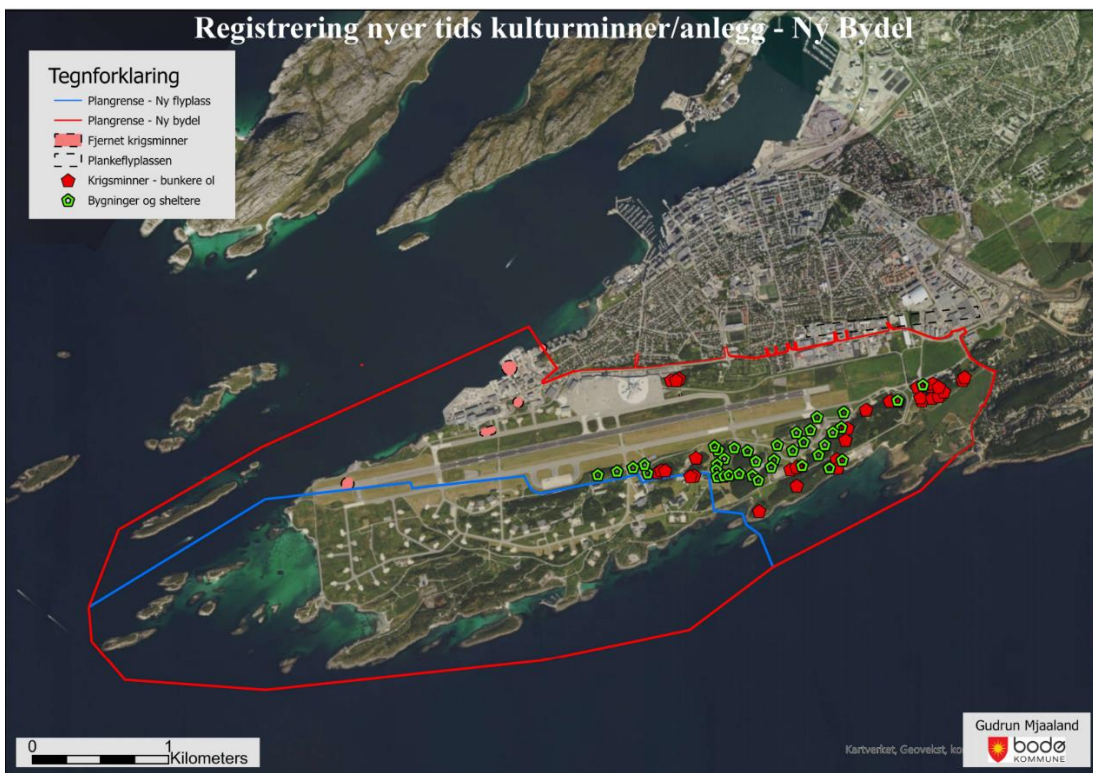 Registrering nyer tids kulturminner/anlegg - Ny Bydel
Tegnforklaring
Plangrense - Ny flyplass
Plangrense - Ny bydel
Fjernet krigsminner
Plankeflyplassen
Krigsminner - bunkere ol
Bygninger og sheltere
0 1
Kilometers
Kartverket, Geovekst,
Gudrun Mjaaland
bodø
KOMMUNE